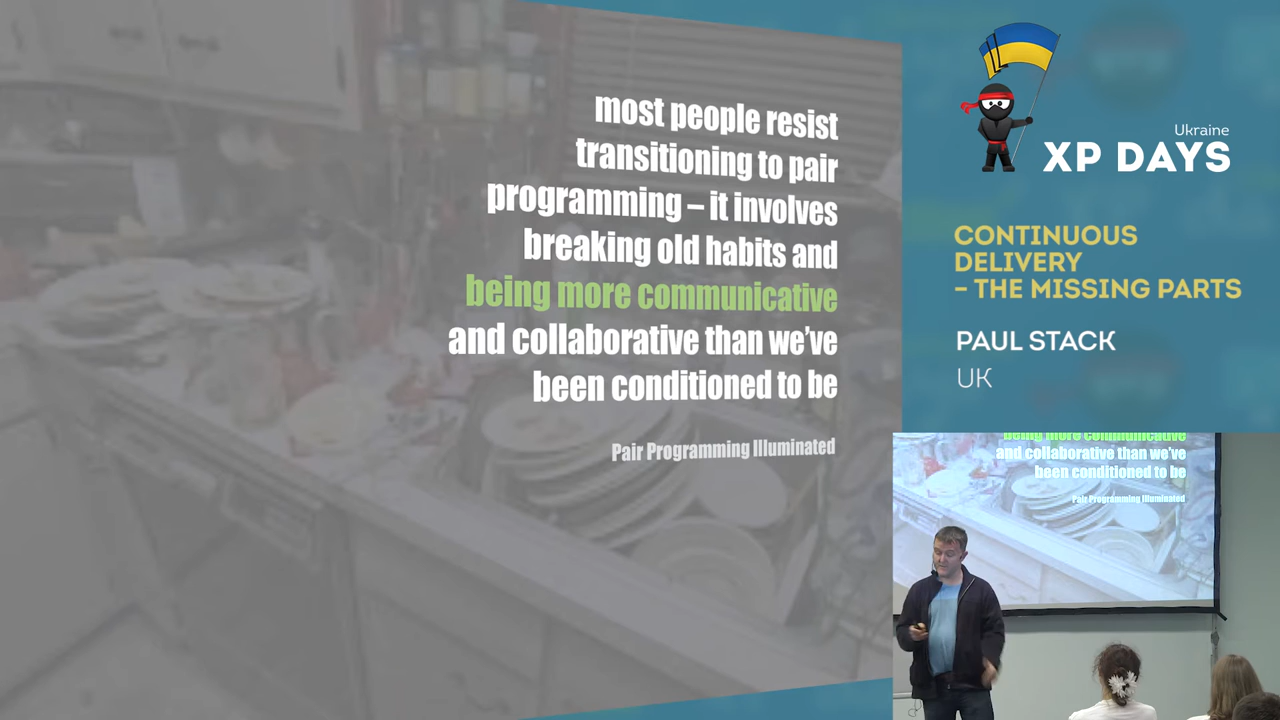 most people resist
transitioning to pair
programming – it involves
breaking old habits and
being more communicative
and collaborative than we've
been conditioned to be
Pair Programming Illuminated
Ukraine
XP DAYS
CONTINUOUS
DELIVERY
– THE MISSING PARTS
PAUL STACK
UK
being more communicative
and collaborative than we've
been conditioned to be
Pair Programming Illuminated